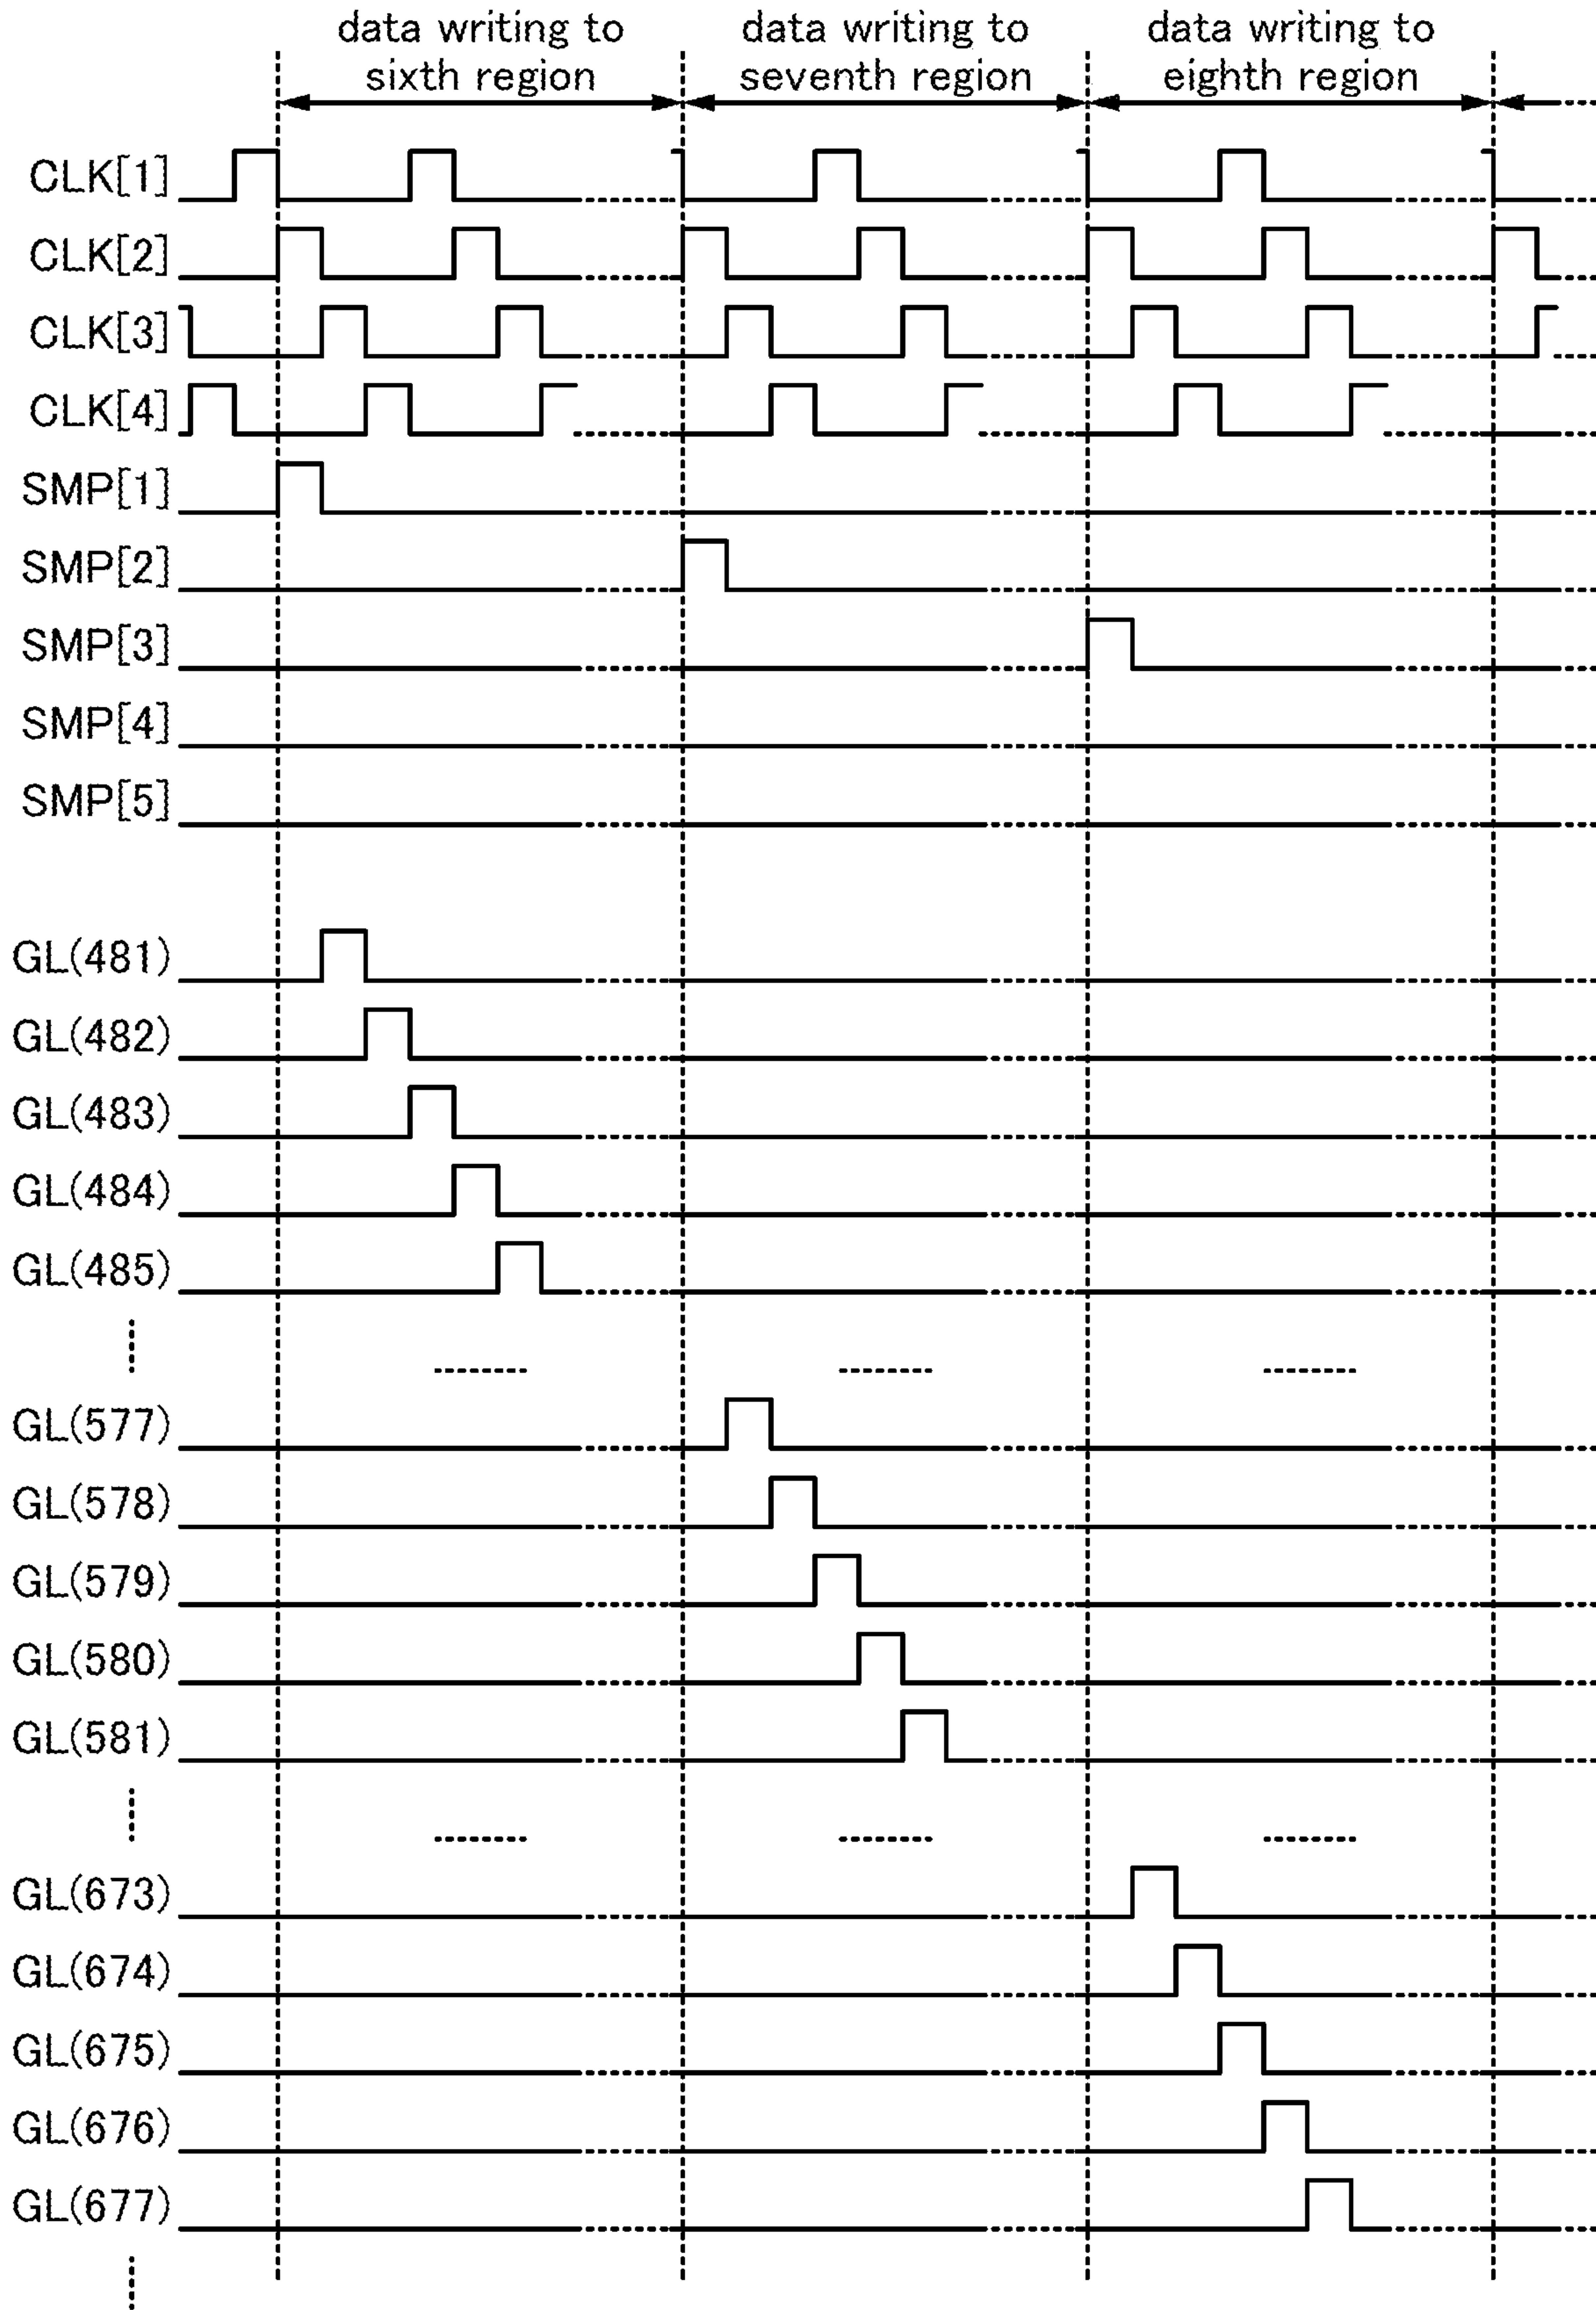 data writing to sixth region
data writing to seventh region
data writing to eighth region
CLK[1]
CLK[2]
CLK[3]
CLK[4]
SMP[1]
SMP[2]
SMP[3]
SMP[4]
SMP[5]
GL(481)
GL(482)
GL(483)
GL(484)
GL(485)
GL(577)
GL(578)
GL(579)
GL(580)
GL(581)
GL(673)
GL(674)
GL(675)
GL(676)
GL(677)